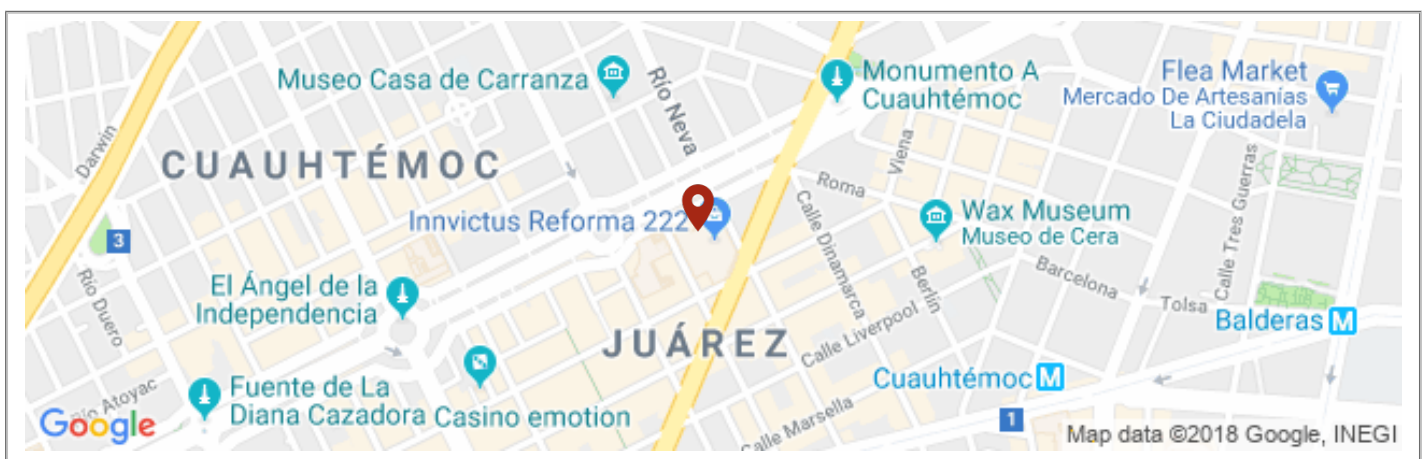 Museo Casa de Carranza
Río Neva
Monumento A
Cuauhtémoc
Flea Market
Mercado De Artesanías
La Ciudadela
Darwin
CUAUHTÉMOC
Viena
Roma
Calle Tres Guerras
Innvictus Reforma 222
Calle Dinamarca
Wax Museum
Museo de Cera
3
Río Duero
El Ángel de la
Independencia
Berlín
Barcelona
Tolsa
Balderas M
JUÁREZ
Calle Liverpool
Cuauhtémoc M
Río Atoyac
Fuente de La
Diana Cazadora
Casino emotion
Calle Marsella
1
Google
Map data ©2018 Google, INEGI